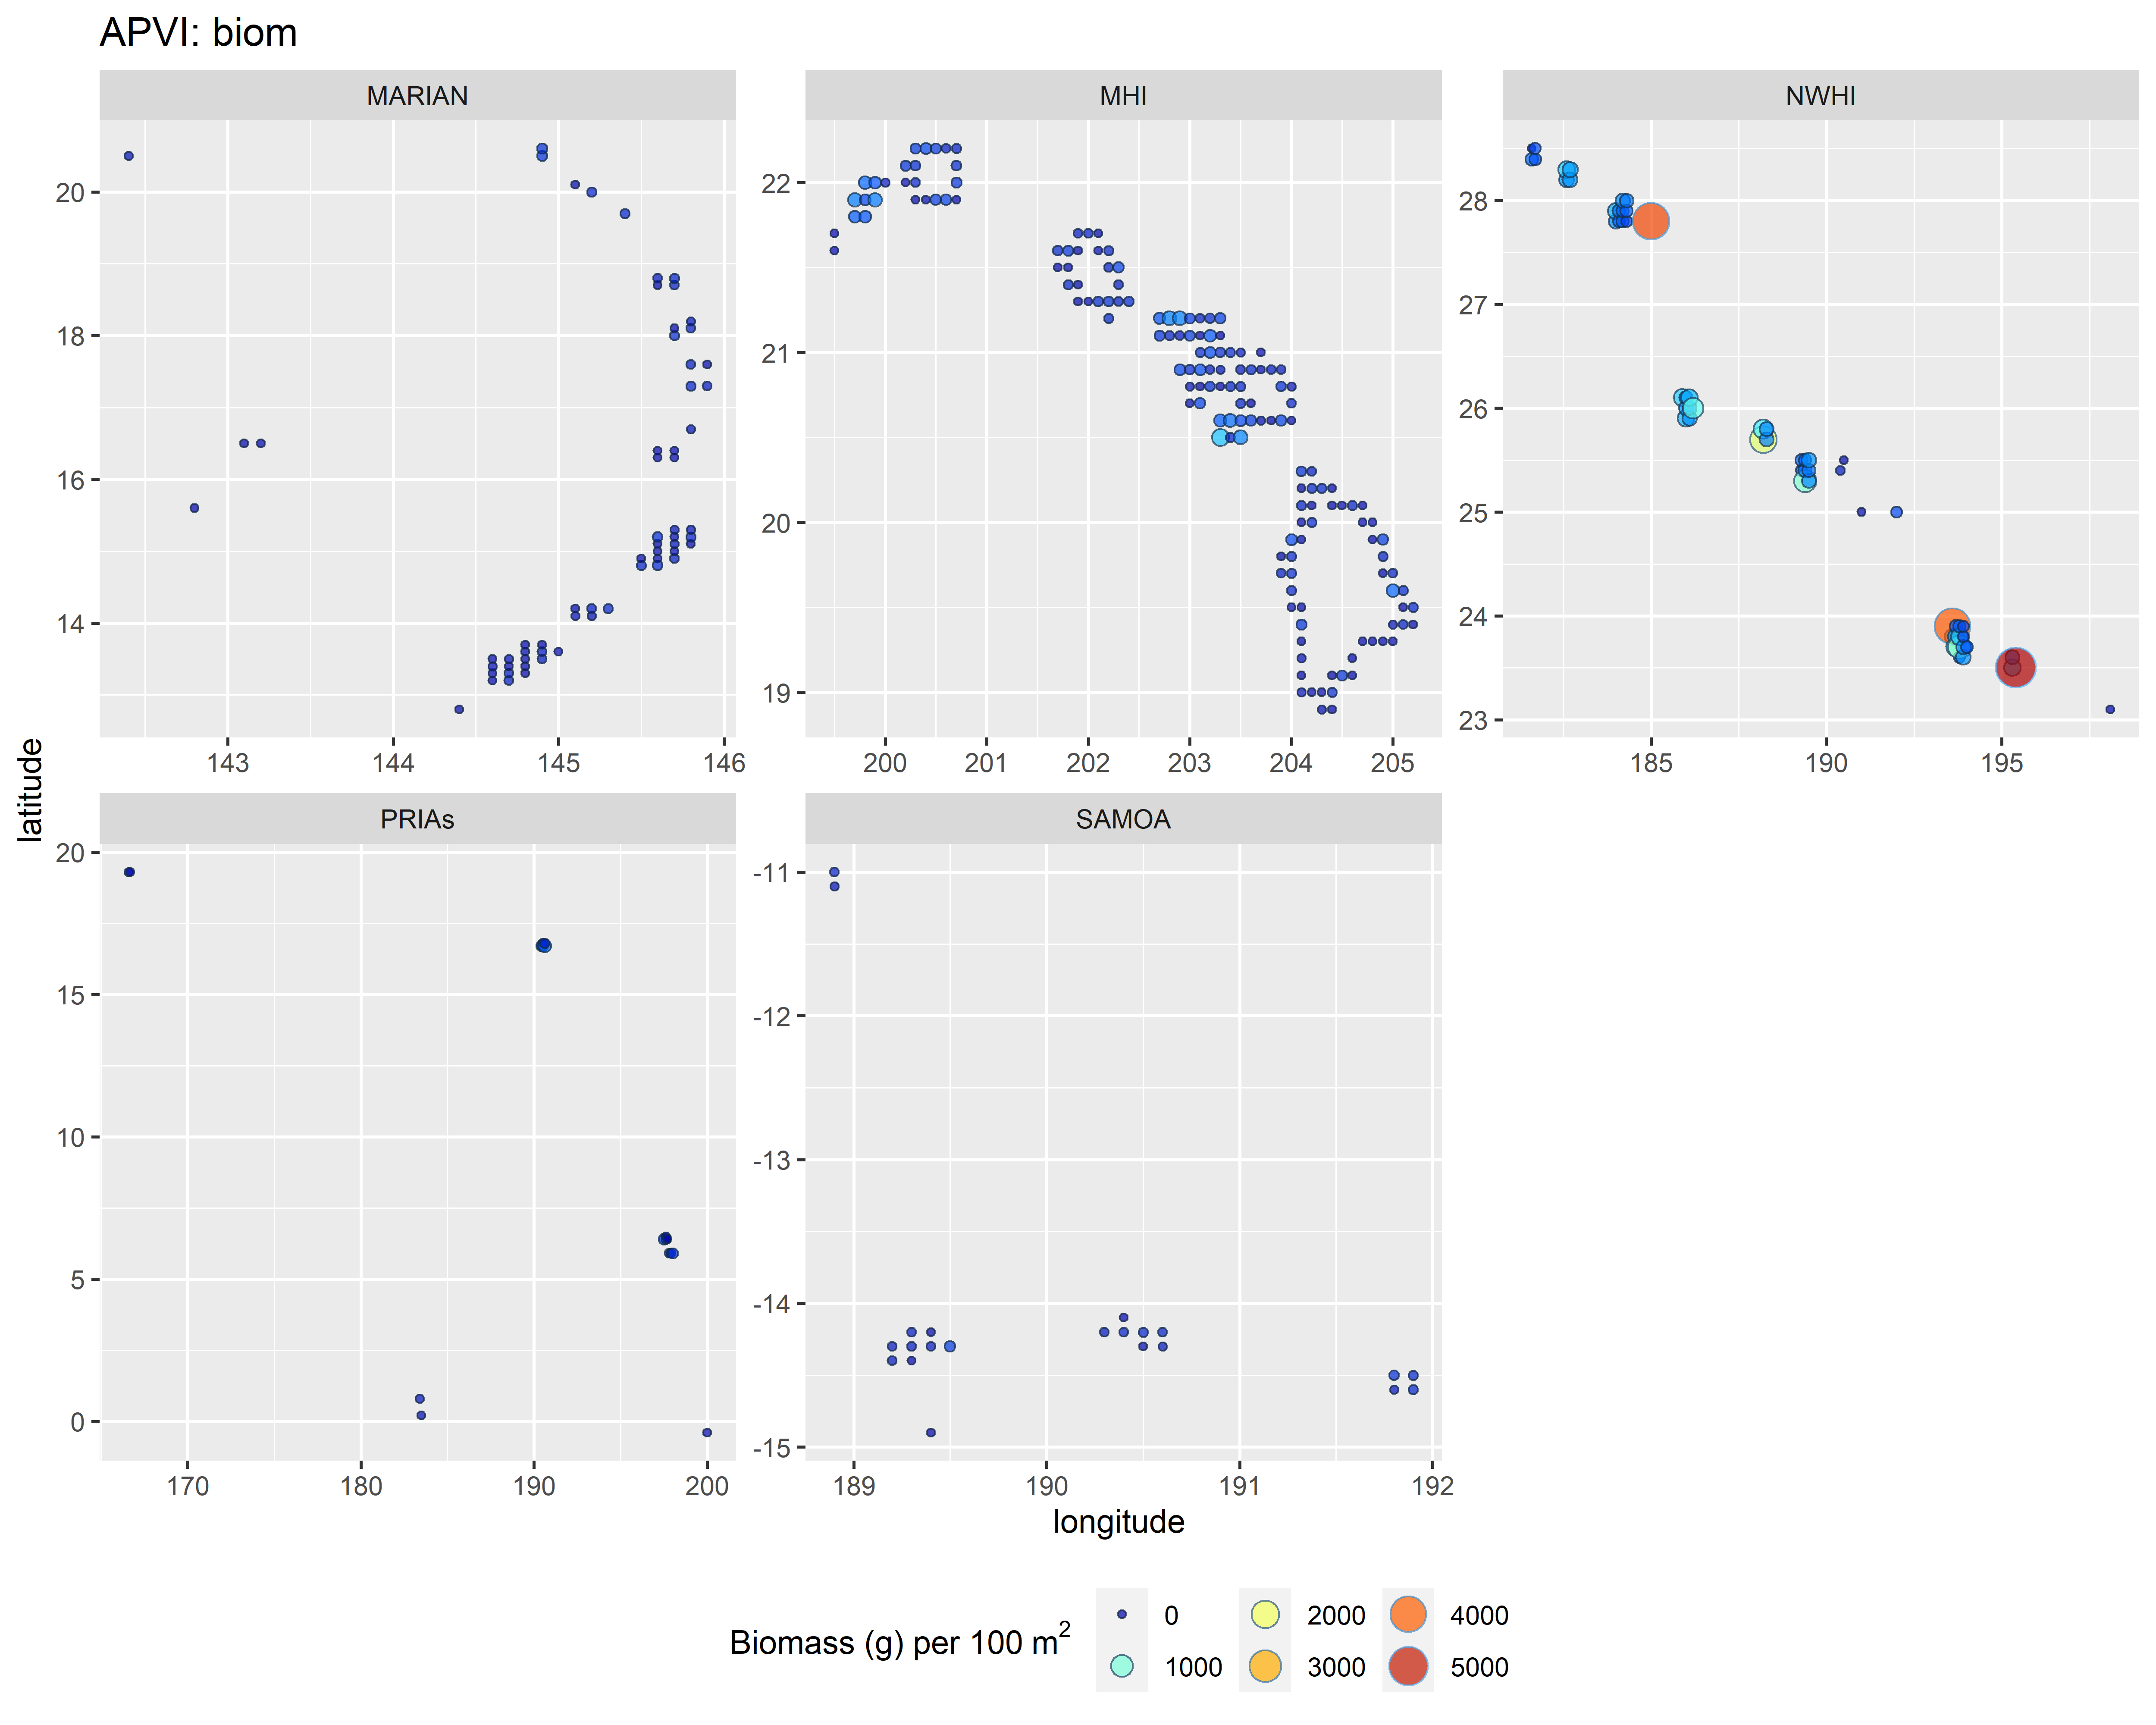 APVI: biom
MARIAN
MHI
NWHI
20
18
16
14
22
21
20
19
28
27
26
25
24
23
143 144 145 146
200 201 202 203 204 205
185 190 195
latitude
PRIAs
SAMOA
20
15
10
5
0
-11
-12
-13
-14
-15
170 180 190 200
189 190 191 192
longitude
Biomass (g) per 100 m²
0 2000 4000
1000 3000 5000